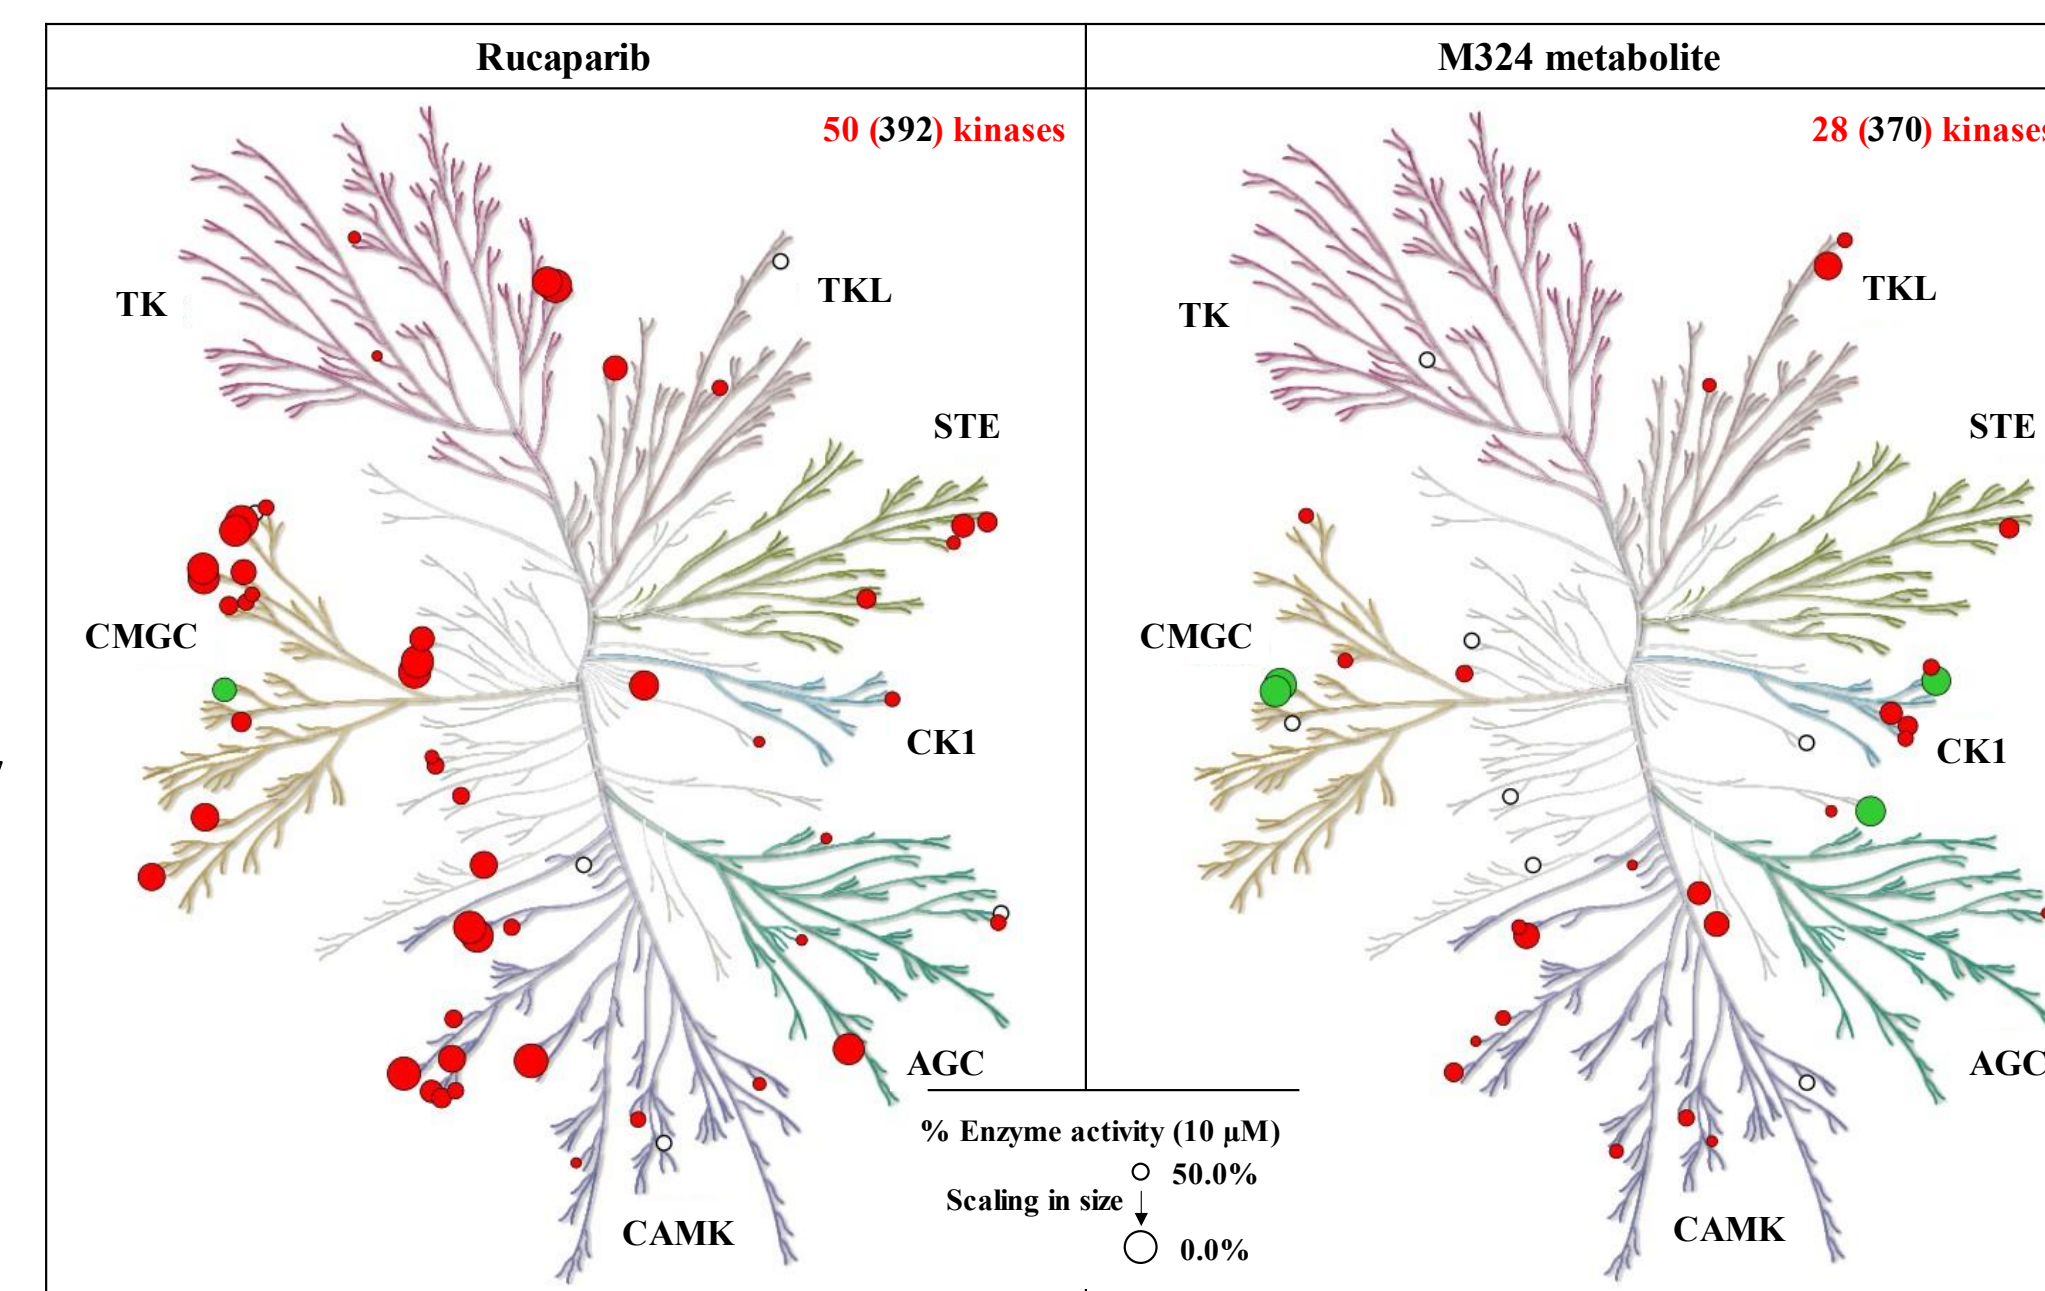 Rucaparib
M324 metabolite
50 (392) kinases
28 (370) kinases
TK
TKL
STE
CMGC
CK1
AGC
CAMK
TK
TKL
STE
CMGC
CK1
AGC
CAMK
% Enzyme activity (10 µM)
50.0%
Scaling in size
0.0%